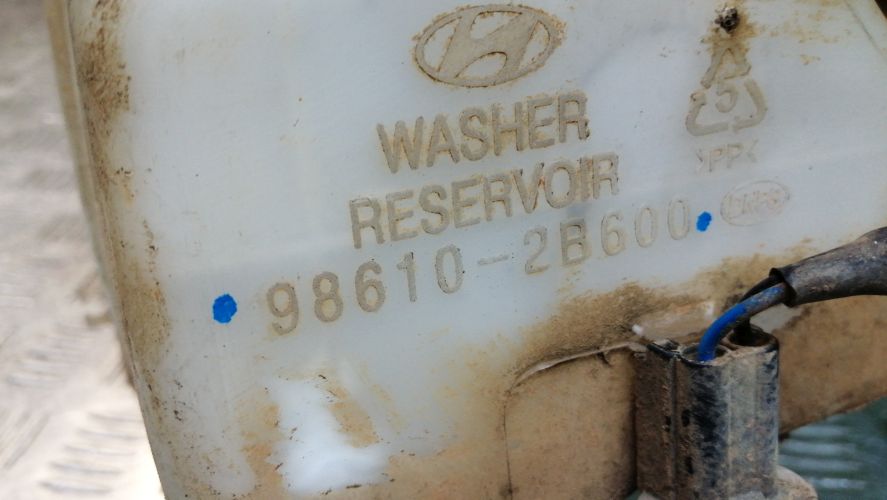 WASHER
RESERVOIR
98610-2B600
5
>PP<